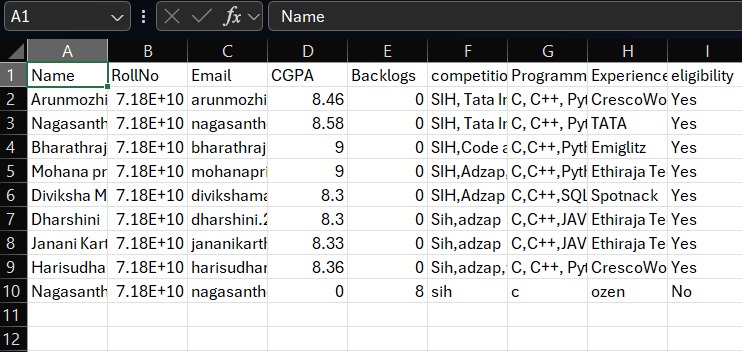 A1 fx Name
A B C D E F G H I
1 Name RollNo Email CGPA Backlogs competitio Programm Experience eligibility
2 Arunmozhi 7.18E+10 arunmozhi 8.46 0 SIH, Tata Ir C, C++, Pyt CrescoWo Yes
3 Nagasanth 7.18E+10 nagasanth 8.58 0 SIH, Tata Ir C, C++, Pyt TATA Yes
4 Bharathraj 7.18E+10 bharathraj 9 0 SIH,Code a C,C++,Pyth Emiglitz Yes
5 Mohana pr 7.18E+10 mohanapri 9 0 SIH,Adzap, C,C++,Pyth Ethiraja Te Yes
6 Diviksha M 7.18E+10 divikshama 8.3 0 SIH,Adzap C,C++,SQL Spotnack Yes
7 Dharshini 7.18E+10 dharshini.2 8.3 0 Sih,adzap C,C++,JAV Ethiraja Te Yes
8 Janani Kart 7.18E+10 jananikarth 8.33 0 Sih,adzap C,C++,JAV Ethiraja Te Yes
9 Harisudha 7.18E+10 harisudhar 8.36 0 Sih,adzap, C, C++, Pyt CrescoWo Yes
10 Nagasanth 7.18E+10 nagasanth 0 8 sih c ozen No
11
12